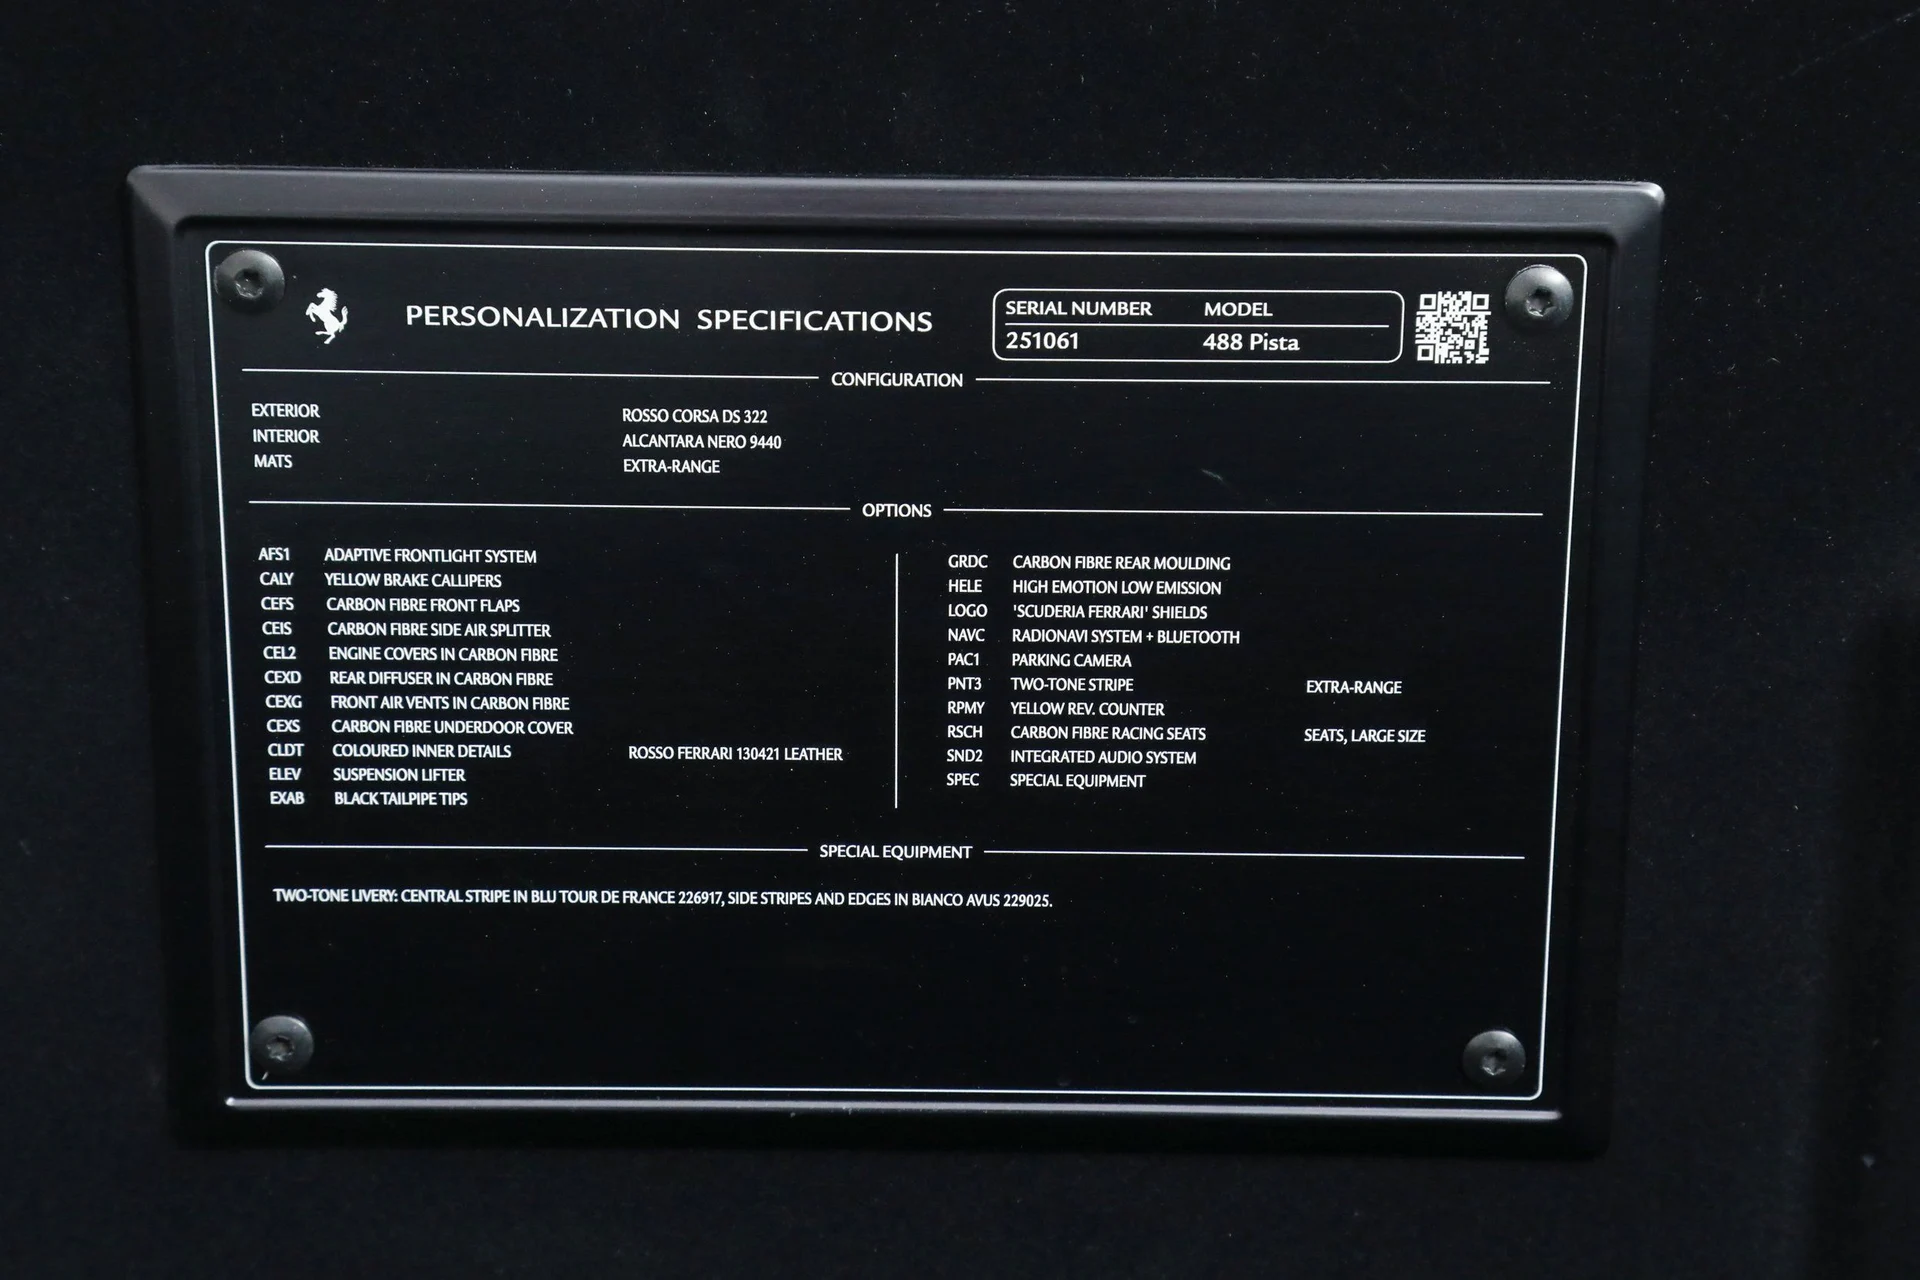 PERSONALIZATION SPECIFICATIONS
SERIAL NUMBER MODEL
251061 488 Pista
CONFIGURATION
EXTERIOR ROSSO CORSA DS 322
INTERIOR ALCANTARA NERO 9440
MATS EXTRA-RANGE
OPTIONS
AFS1 ADAPTIVE FRONTLIGHT SYSTEM
CALY YELLOW BRAKE CALLIPERS
CEFS CARBON FIBRE FRONT FLAPS
CEIS CARBON FIBRE SIDE AIR SPLITTER
CEL2 ENGINE COVERS IN CARBON FIBRE
CEXD REAR DIFFUSER IN CARBON FIBRE
CEXG FRONT AIR VENTS IN CARBON FIBRE
CEXS CARBON FIBRE UNDERDOOR COVER
CLDT COLOURED INNER DETAILS ROSSO FERRARI 130421 LEATHER
ELEV SUSPENSION LIFTER
EXAB BLACK TAILPIPE TIPS
GRDC CARBON FIBRE REAR MOULDING
HELE HIGH EMOTION LOW EMISSION
LOGO 'SCUDERIA FERRARI' SHIELDS
NAVC RADIONAVI SYSTEM + BLUETOOTH
PAC1 PARKING CAMERA
PNT3 TWO-TONE STRIPE EXTRA-RANGE
RPMY YELLOW REV. COUNTER
RSCH CARBON FIBRE RACING SEATS SEATS, LARGE SIZE
SND2 INTEGRATED AUDIO SYSTEM
SPEC SPECIAL EQUIPMENT
SPECIAL EQUIPMENT
TWO-TONE LIVERY: CENTRAL STRIPE IN BLU TOUR DE FRANCE 226917, SIDE STRIPES AND EDGES IN BIANCO AVUS 229025.